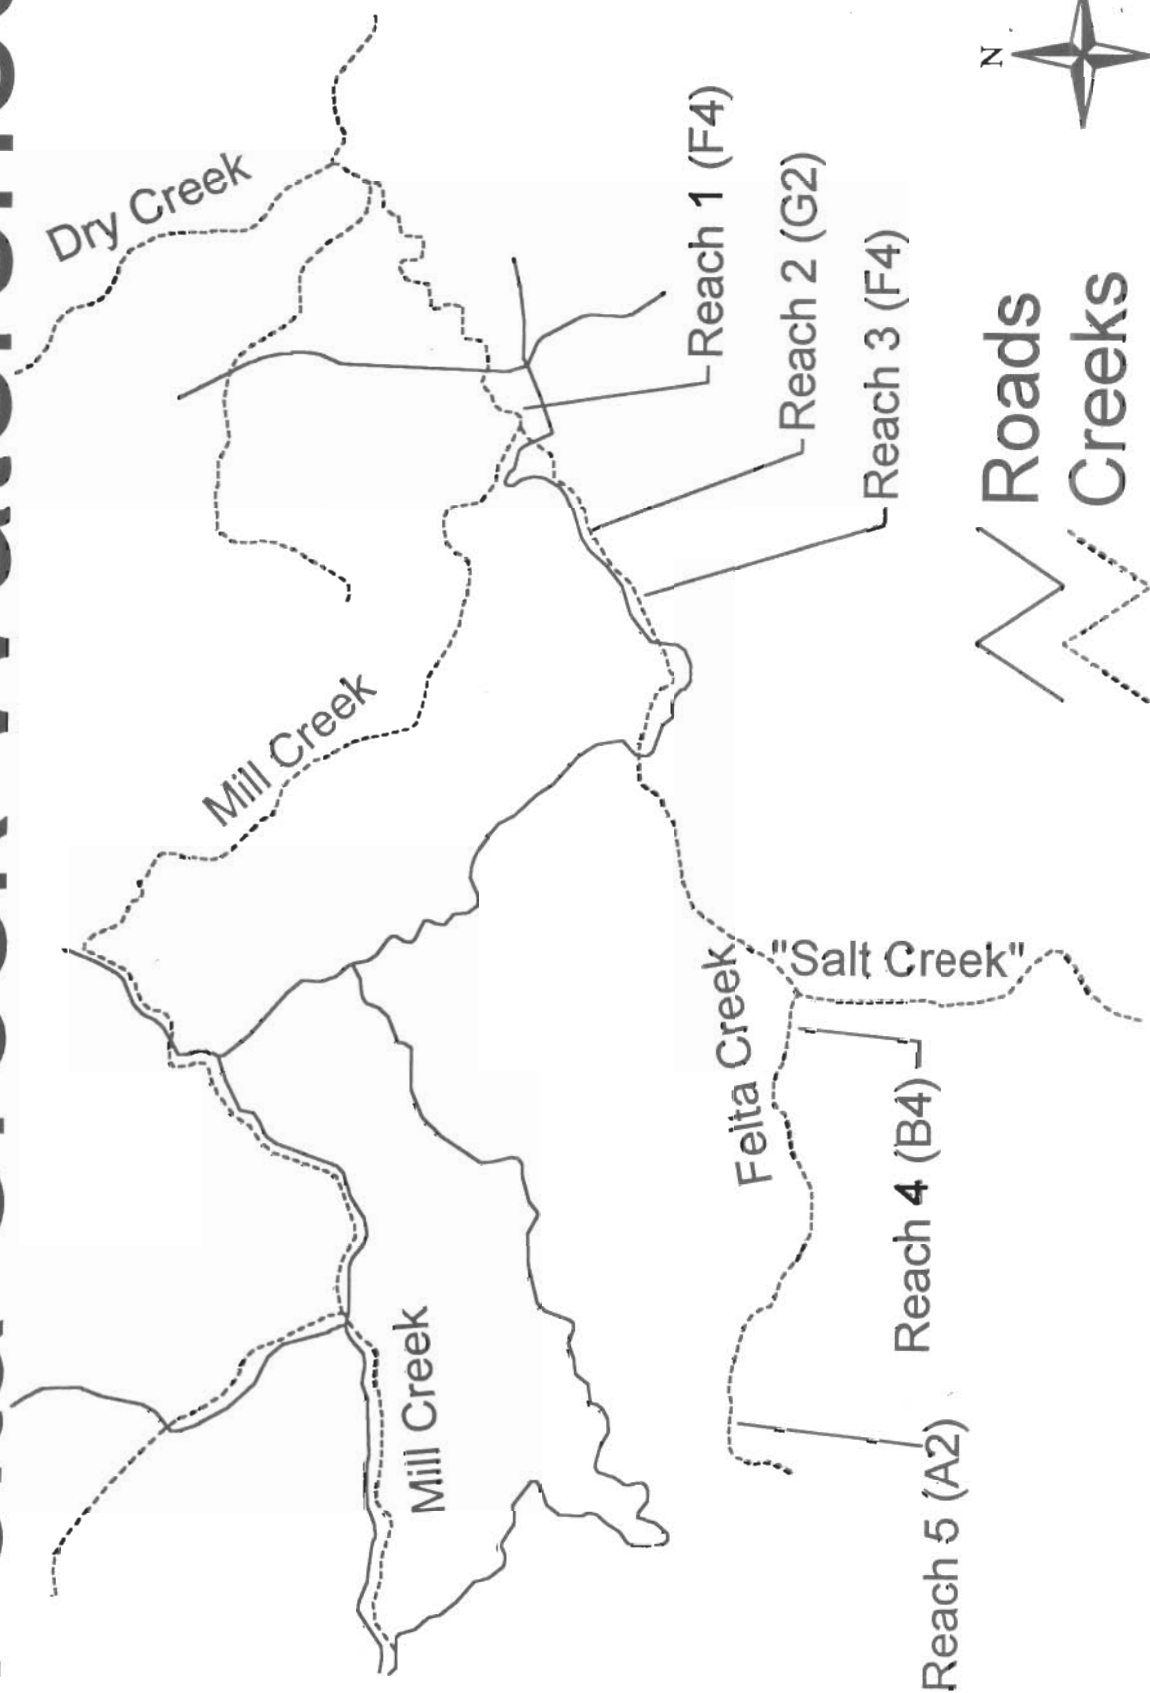 Dry Creek
Mill Creek
Mill Creek
Felta Creek
"Salt Creek"
Reach 1 (F4)
Reach 2 (G2)
Reach 3 (F4)
Reach 4 (B4)
Reach 5 (A2)
Roads
Creeks
N